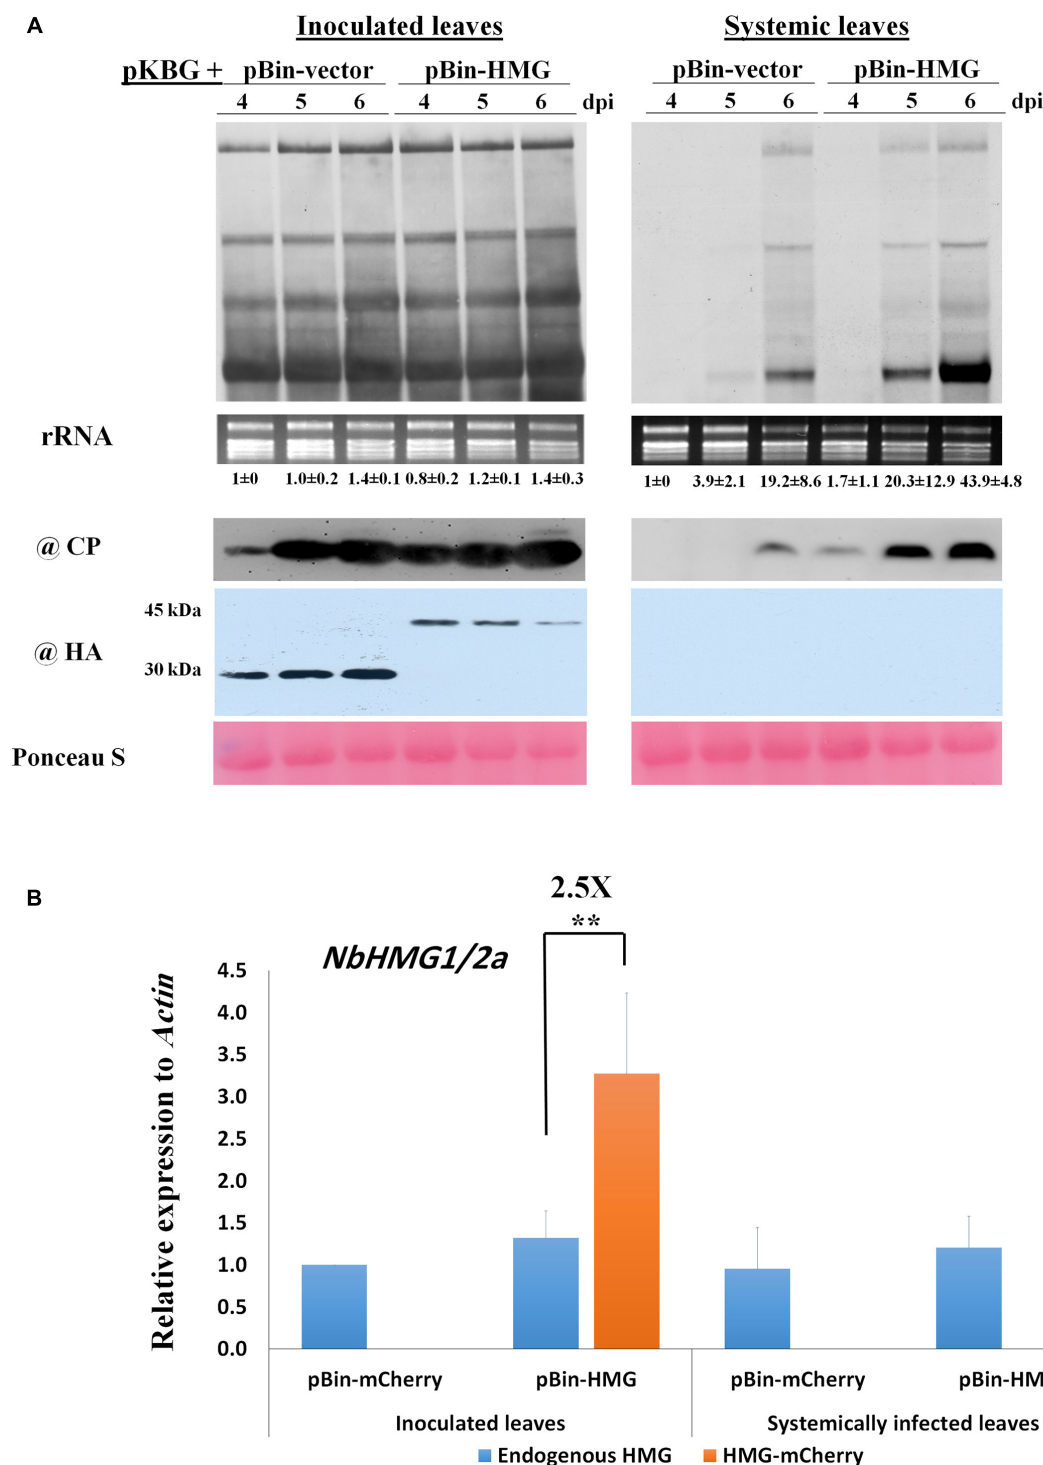 A
Inoculated leaves
Systemic leaves
pKBG + pBin-vector pBin-HMG
pBin-vector pBin-HMG
4 5 6 4 5 6 dpi
4 5 6 4 5 6 dpi
rRNA
1±0 1.0±0.2 1.4±0.1 0.8±0.2 1.2±0.1 1.4±0.3
1±0 3.9±2.1 19.2±8.6 1.7±1.1 20.3±12.9 43.9±4.8
@ CP
45 kDa
@ HA
30 kDa
Ponceau S
B
2.5X
**
NbHMG1/2a
Relative expression to Actin
4.5
4.0
3.5
3.0
2.5
2.0
1.5
1.0
0.5
0.0
pBin-mCherry pBin-HMG pBin-mCherry pBin-HM
Inoculated leaves Systemically infected leaves
Endogenous HMG HMG-mCherry